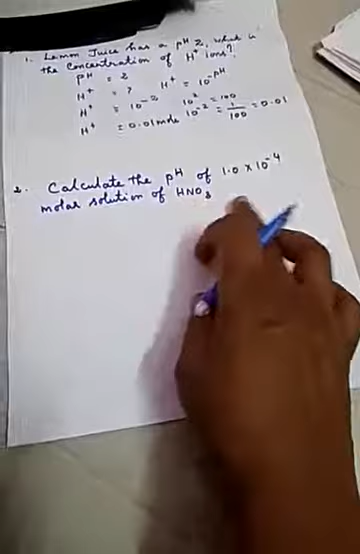 1. Lemon Juice has a pH 2, what is
the concentration of H⁺ ions?
pH = 2
H⁺ = ? H⁺ = 10⁻ᵖᴴ
H⁺ = 10⁻² 10² = 100
H⁺ = 0.01 mole 10⁻² = 1/100 = 0.01
2. Calculate the pH of 1.0 × 10⁻⁴
molar solution of HNO₃